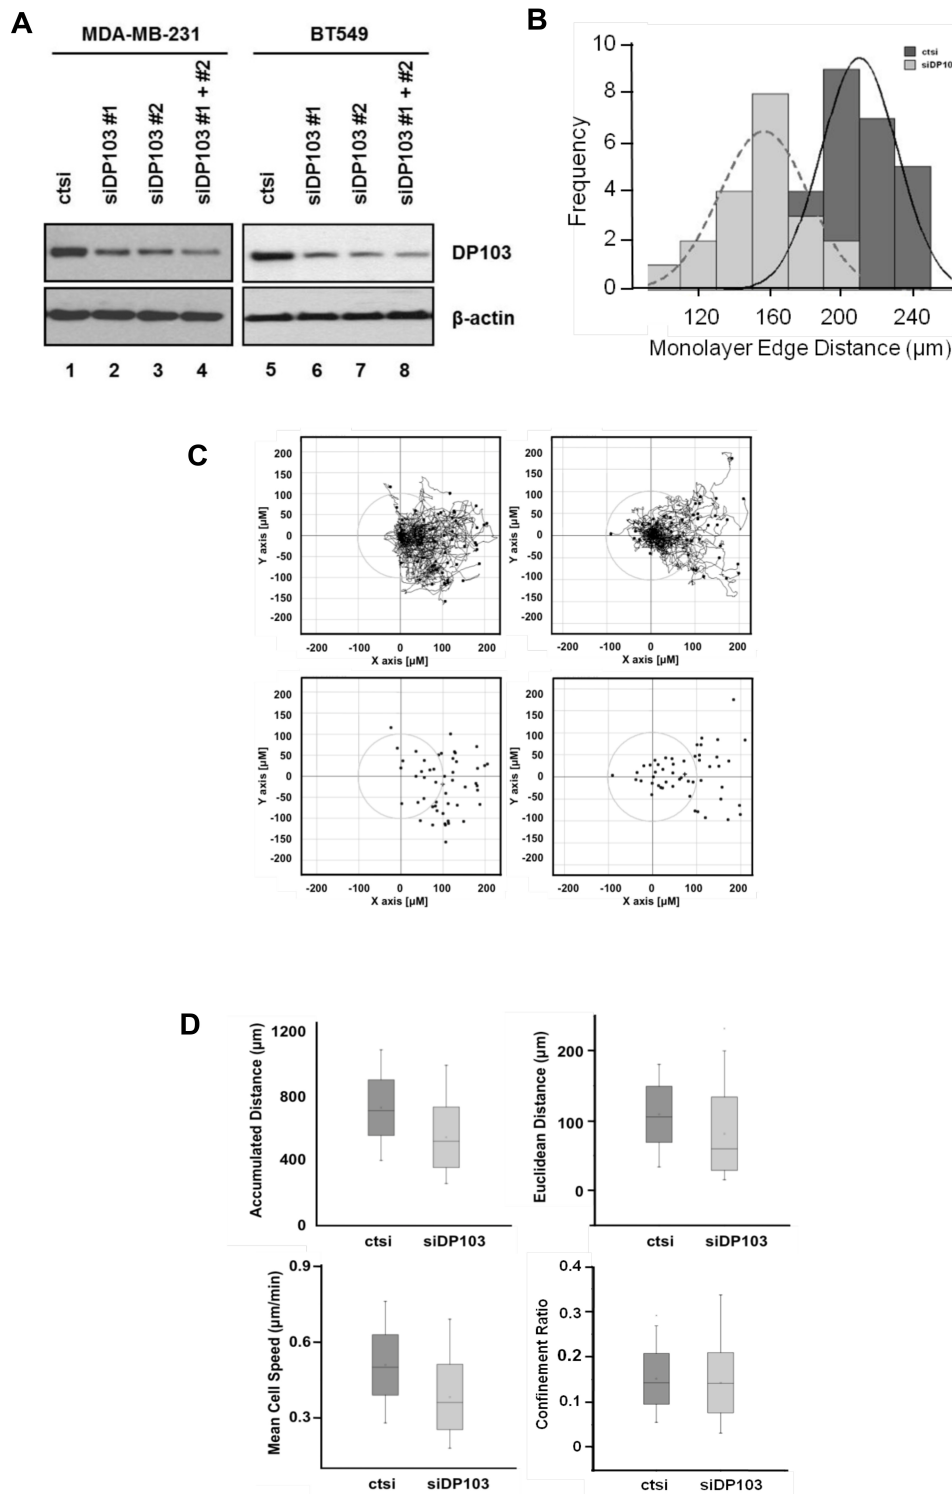 A
MDA-MB-231
BT549
ctsi
siDP103 #1
siDP103 #2
siDP103 #1 + #2
ctsi
siDP103 #1
siDP103 #2
siDP103 #1 + #2
DP103
β-actin
1 2 3 4 5 6 7 8
B
Frequency
10
8
6
4
2
0
ctsi
siDP10
120 160 200 240
Monolayer Edge Distance (µm)
C
Y axis [µM]
200
150
100
50
0
-50
-100
-150
-200
-200 -100 0 100 200
X axis [µM]
Y axis [µM]
200
150
100
50
0
-50
-100
-150
-200
-200 -100 0 100 200
X axis [µM]
Y axis [µM]
200
150
100
50
0
-50
-100
-150
-200
-200 -100 0 100 200
X axis [µM]
Y axis [µM]
200
150
100
50
0
-50
-100
-150
-200
-200 -100 0 100 200
X axis [µM]
D
Accumulated Distance (µm)
1200
800
400
0
ctsi siDP103
Euclidean Distance (µm)
200
100
0
ctsi siDP103
Mean Cell Speed (µm/min)
0.9
0.6
0.3
ctsi siDP103
Confinement Ratio
0.4
0.3
0.2
0.1
0
ctsi siDP103